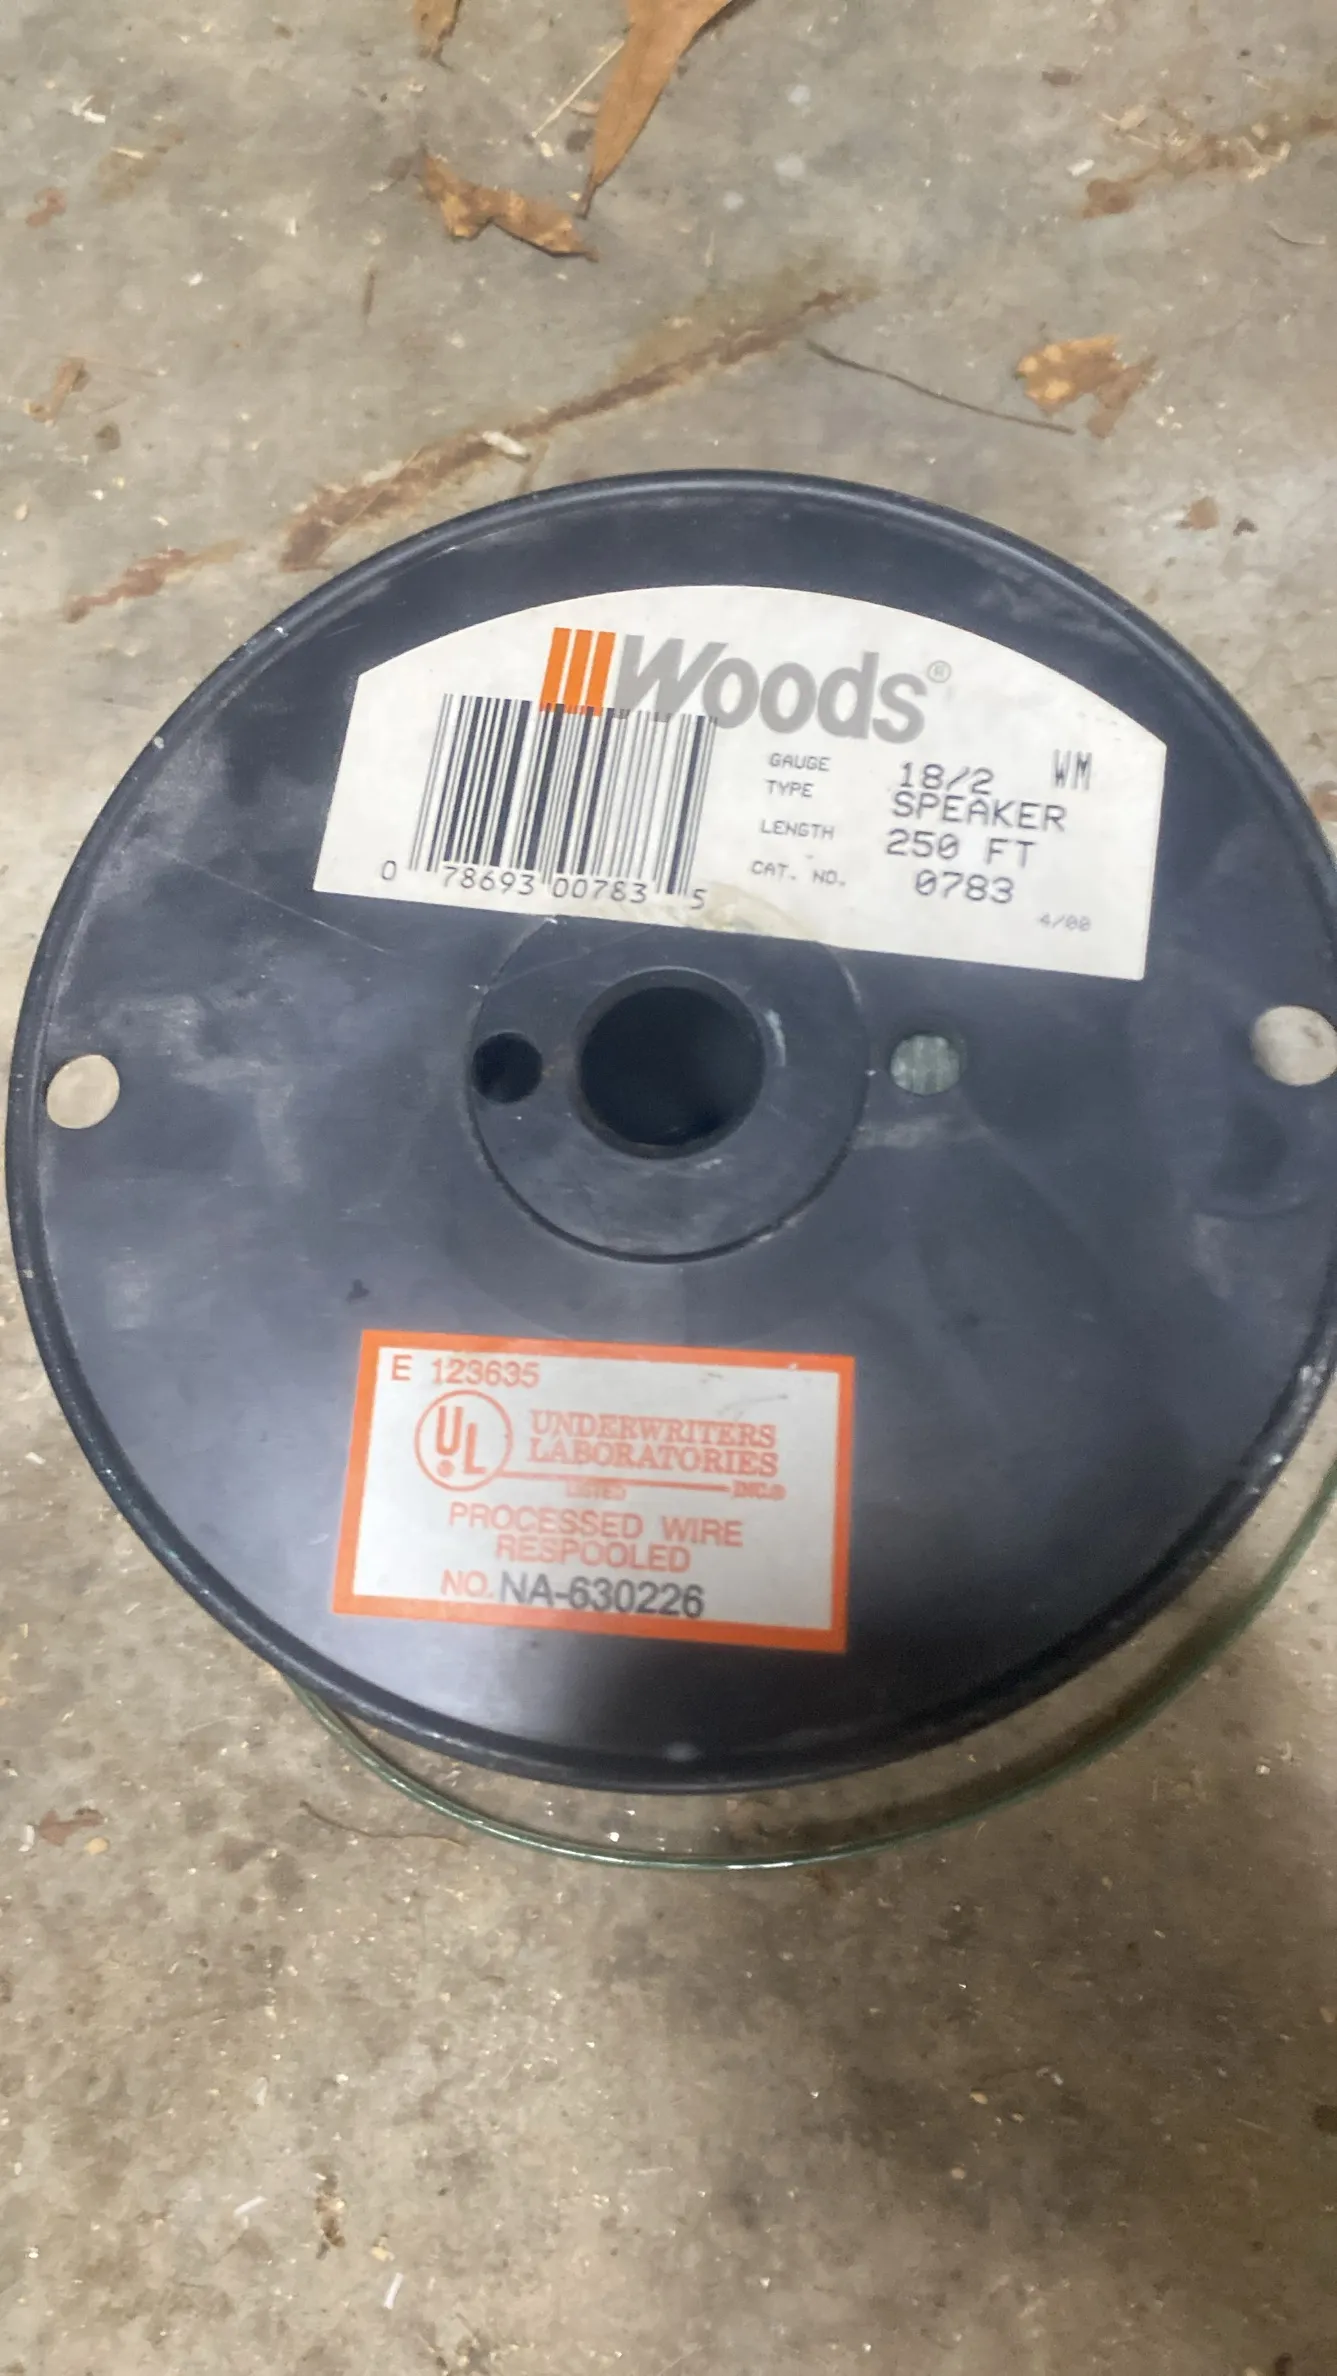 Woods®
GAUGE 18/2 WM
TYPE SPEAKER
LENGTH 250 FT
CAT. NO. 0783
4/00
0 78693 00783 5
E 123635
UL
UNDERWRITERS
LABORATORIES
LISTED INC.®
PROCESSED WIRE
RESPOOLED
NO. NA-630226